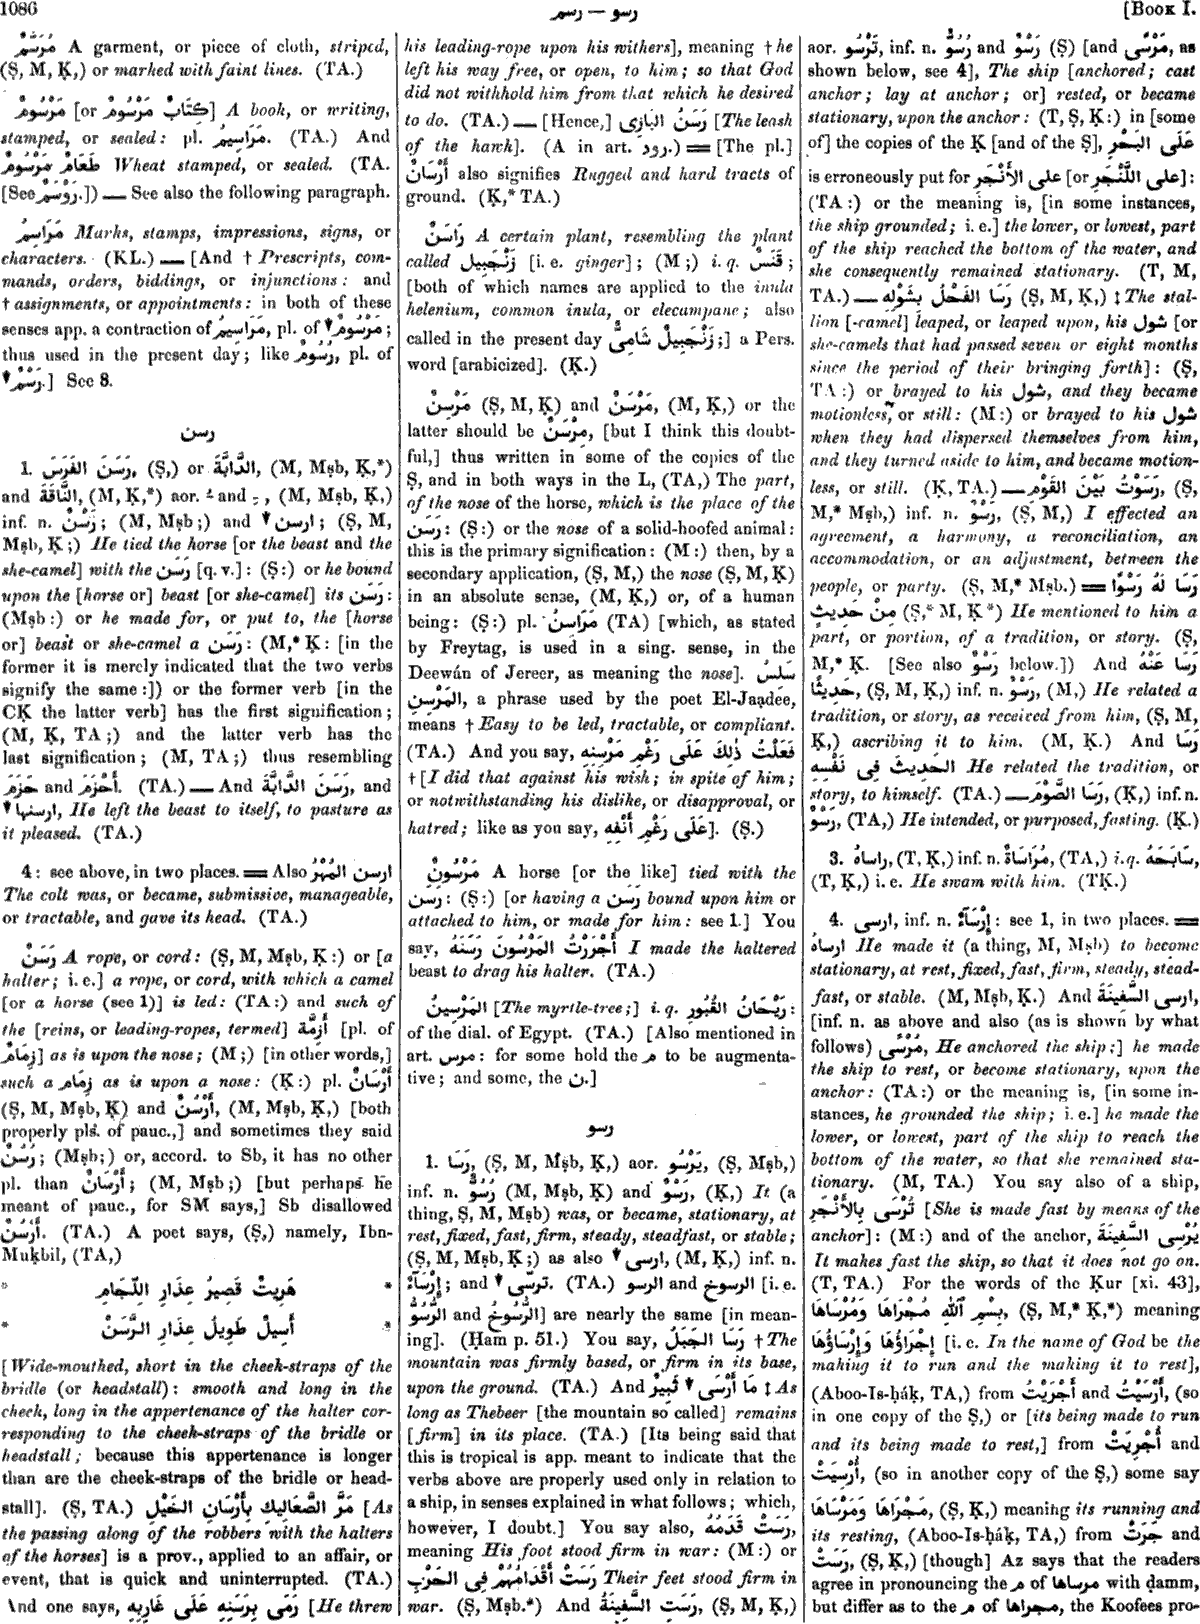 1086
رسو — رسم
[Book I.
مُرَسَّمٌ A garment, or piece of cloth, striped,
(Ṣ, M, Ḳ,) or marked with faint lines. (TA.)
مَرْسُومٌ [or كِتَابٌ مَرْسُومٌ] A book, or writing,
stamped, or sealed: pl. مَرَاسِيمُ. (TA.) And
طَعَامٌ مَرْسُومٌ Wheat stamped, or sealed. (TA.
[See رَوْسَمٌ.]) — See also the following paragraph.
مَرَاسِمُ Marks, stamps, impressions, signs, or
characters. (KL.) — [And † Prescripts, com-
mands, orders, biddings, or injunctions: and
† assignments, or appointments: in both of these
senses app. a contraction of مَرَاسِيمُ, pl. of ▼ مَرْسُومٌ;
thus used in the present day; like رُسُومٌ, pl. of
▼ رَسْمٌ.] See 8.
رسن
1. رَسَنَ الفَرَسَ, (Ṣ,) or الدَّابَّةَ, (M, Mṣb, Ḳ,*)
and النَّاقَةَ, (M, Ḳ,*) aor. ـُ and ـِ, (M, Mṣb, Ḳ,)
inf. n. رَسْنٌ; (M, Mṣb;) and ▼ ارسن; (Ṣ, M,
Mṣb, Ḳ;) He tied the horse [or the beast and the
she-camel] with the رَسَن [q. v.]: (Ṣ:) or he bound
upon the [horse or] beast [or she-camel] its رَسَن:
(Mṣb:) or he made for, or put to, the [horse
or] beast or she-camel a رَسَن: (M,* Ḳ: [in the
former it is merely indicated that the two verbs
signify the same:]) or the former verb [in the
CK the latter verb] has the first signification;
(M, Ḳ, TA;) and the latter verb has the
last signification; (M, TA;) thus resembling
حَزَمَ and أَحْزَمَ. (TA.) — And رَسَنَ الدَّابَّةَ, and
▼ ارسنها, He left the beast to itself, to pasture as
it pleased. (TA.)
4: see above, in two places. = Also ارسن المُهْرُ
The colt was, or became, submissive, manageable,
or tractable, and gave its head. (TA.)
رَسَنٌ A rope, or cord: (Ṣ, M, Mṣb, Ḳ:) or [a
halter; i. e.] a rope, or cord, with which a camel
[or a horse (see 1)] is led: (TA:) and such of
the [reins, or leading-ropes, termed] أَزِمَّة [pl. of
زِمَامٌ] as is upon the nose; (M;) [in other words,]
such a زِمَام as is upon a nose: (Ḳ:) pl. أَرْسَانٌ
(Ṣ, M, Mṣb, Ḳ) and أَرْسُنٌ, (M, Mṣb, Ḳ,) [both
properly pls. of pauc.,] and sometimes they said
رُسُنٌ; (Mṣb;) or, accord. to Sb, it has no other
pl. than أَرْسَانٌ; (M, Mṣb;) [but perhaps he
meant of pauc., for SM says,] Sb disallowed
أَرْسُنٌ. (TA.) A poet says, (Ṣ,) namely, Ibn-
Muḳbil, (TA,)
* هَرِيتٌ قَصِيرُ عِذَارِ اللِّجَامِ *
* أَسِيلٌ طَوِيلُ عِذَارِ الرَّسَنْ *
[Wide-mouthed, short in the cheek-straps of the
bridle (or headstall): smooth and long in the
cheek, long in the appertenance of the halter cor-
responding to the cheek-straps of the bridle or
headstall; because this appertenance is longer
than are the cheek-straps of the bridle or head-
stall]. (Ṣ, TA.) مَرَّ الصَّعَالِيكِ بِأَرْسَانِ الخَيْلِ [As
the passing along of the robbers with the halters
of the horses] is a prov., applied to an affair, or
event, that is quick and uninterrupted. (TA.)
And one says, رَمَى بِرَسَنِهِ عَلَى غَارِبِهِ [He threw
his leading-rope upon his withers], meaning † he
left his way free, or open, to him; so that God
did not withhold him from that which he desired
to do. (TA.) — [Hence,] رَسَنُ البَازِى [The leash
of the hawk]. (A in art. رود.) = [The pl.]
أَرْسَانٌ also signifies Rugged and hard tracts of
ground. (Ḳ,* TA.)
رَاسَنٌ A certain plant, resembling the plant
called زَنْجَبِيل [i. e. ginger]; (M;) i. q. قَنَسٌ;
[both of which names are applied to the inula
helenium, common inula, or elecampane; also
called in the present day زَنْجَبِيلٌ شَامِىٌّ;] a Pers.
word [arabicized]. (Ḳ.)
مَرْسِنٌ (Ṣ, M, Ḳ) and مَرْسَنٌ, (M, Ḳ,) or the
latter should be مِرْسَنٌ, [but I think this doubt-
ful,] thus written in some of the copies of the
Ṣ, and in both ways in the L, (TA,) The part,
of the nose of the horse, which is the place of the
رَسَن: (Ṣ:) or the nose of a solid-hoofed animal:
this is the primary signification: (M:) then, by a
secondary application, (Ṣ, M,) the nose (Ṣ, M, Ḳ)
in an absolute sense, (M, Ḳ,) or, of a human
being: (Ṣ:) pl. مَرَاسِنُ (TA) [which, as stated
by Freytag, is used in a sing. sense, in the
Deewán of Jereer, as meaning the nose]. سَلِسُ
المَرْسِنِ, a phrase used by the poet El-Jaạdee,
means † Easy to be led, tractable, or compliant.
(TA.) And you say, فَعَلْتُ ذٰلِكَ عَلَى رَغْمِ مَرْسِنِهِ
† [I did that against his wish; in spite of him;
or notwithstanding his dislike, or disapproval, or
hatred; like as you say, عَلَى رَغْمِ أَنْفِهِ]. (Ṣ.)
مَرْسُونٌ A horse [or the like] tied with the
رَسَن: (Ṣ:) [or having a رَسَن bound upon him or
attached to him, or made for him: see 1.] You
say, أَجْرَرْتُ المَرْسُونَ رَسَنَهُ I made the haltered
beast to drag his halter. (TA.)
المَرْسِينُ [The myrtle-tree;] i. q. رَيْحَانُ القُبُورِ:
of the dial. of Egypt. (TA.) [Also mentioned in
art. مرس: for some hold the م to be augmenta-
tive; and some, the ن.]
رسو
1. رَسَا, (Ṣ, M, Mṣb, Ḳ,) aor. يَرْسُو, (Ṣ, Mṣb,)
inf. n. رُسُوٌّ (M, Mṣb, Ḳ) and رَسْوٌ, (Ḳ,) It (a
thing, Ṣ, M, Mṣb) was, or became, stationary, at
rest, fixed, fast, firm, steady, steadfast, or stable;
(Ṣ, M, Mṣb, Ḳ;) as also ▼ ارسى, (M, Ḳ,) inf. n.
إِرْسَآءٌ; and ▼ ترسّى. (TA.) الرسو and الرسوخ [i. e.
الرُّسُوُّ and الرُّسُوخُ] are nearly the same [in mean-
ing]. (Ḥam p. 51.) You say, رَسَا الجَبَلُ † The
mountain was firmly based, or firm in its base,
upon the ground. (TA.) And مَا أَرْسَى ▼ ثَبِيرٌ ‡ As
long as Thebeer [the mountain so called] remains
[firm] in its place. (TA.) [Its being said that
this is tropical is app. meant to indicate that the
verbs above are properly used only in relation to
a ship, in senses explained in what follows; which,
however, I doubt.] You say also, رَسَتْ قَدَمُهُ,
meaning His foot stood firm in war: (M:) or
رَسَتْ أَقْدَامُهُمْ فِى الحَرْبِ Their feet stood firm in
war. (Ṣ, Mṣb.*) And رَسَتِ السَّفِينَةُ, (Ṣ, M, Ḳ,)
aor. تَرْسُو, inf. n. رُسُوٌّ and رَسْوٌ (Ṣ) [and مَرْسًى, as
shown below, see 4], The ship [anchored; cast
anchor; lay at anchor; or] rested, or became
stationary, upon the anchor: (T, Ṣ, Ḳ:) in [some
of] the copies of the Ḳ [and of the Ṣ], عَلَى البَحْرِ
is erroneously put for على الأَنْجَرِ [or على اللَّنْجَرِ]:
(TA:) or the meaning is, [in some instances,
the ship grounded; i. e.] the lower, or lowest, part
of the ship reached the bottom of the water, and
she consequently remained stationary. (T, M,
TA.) — رَسَا الفَحْلُ بِشَوْلِهِ (Ṣ, M, Ḳ,) ‡ The stal-
lion [-camel] leaped, or leaped upon, his شول [or
she-camels that had passed seven or eight months
since the period of their bringing forth]: (Ṣ,
TA:) or brayed to his شول, and they became
motionless, or still: (M:) or brayed to his شول
when they had dispersed themselves from him,
and they turned aside to him, and became motion-
less, or still. (Ḳ, TA.) — رَسَوْتُ بَيْنَ القَوْمِ, (Ṣ,
M,* Mṣb,) inf. n. رَسْوٌ, (Ṣ, M,) I effected an
agreement, a harmony, a reconciliation, an
accommodation, or an adjustment, between the
people, or party. (Ṣ, M,* Mṣb.) = رَسَا لَهُ رَسْوًا
مِنْ حَدِيثٍ (Ṣ,* M, Ḳ*) He mentioned to him a
part, or portion, of a tradition, or story. (Ṣ,
M,* Ḳ. [See also رَسْوٌ below.]) And رَسَا عَنْهُ
حَدِيثًا, (Ṣ, M, Ḳ,) inf. n. رَسْوٌ, (M,) He related a
tradition, or story, as received from him, (Ṣ, M,
Ḳ,) ascribing it to him. (M, K.) And رَسَا
الحَدِيثَ فِى نَفْسِهِ He related the tradition, or
story, to himself. (TA.) — رَسَا الصَّوْمَ, (Ḳ,) inf. n.
رَسْوٌ, (TA,) He intended, or purposed, fasting. (Ḳ.)
3. راساهُ, (T, Ḳ,) inf. n. مُرَاسَاةٌ, (TA,) i. q. سَابَحَهُ,
(T, Ḳ,) i. e. He swam with him. (TK.)
4. ارسى, inf. n. إِرْسَآءٌ: see 1, in two places. =
ارساهُ He made it (a thing, M, Mṣb) to become
stationary, at rest, fixed, fast, firm, steady, stead-
fast, or stable. (M, Mṣb, Ḳ.) And ارسى السَّفِينَةَ,
[inf. n. as above and also (as is shown by what
follows) مُرْسًى, He anchored the ship;] he made
the ship to rest, or become stationary, upon the
anchor: (TA:) or the meaning is, [in some in-
stances, he grounded the ship; i. e.] he made the
lower, or lowest, part of the ship to reach the
bottom of the water, so that she remained sta-
tionary. (M, TA.) You say also of a ship,
تُرْسَى بِالأَنْجَرِ [She is made fast by means of the
anchor]: (M:) and of the anchor, يُرْسِى السَّفِينَةَ
It makes fast the ship, so that it does not go on.
(T, TA.) For the words of the Ḳur [xi. 43],
بِسْمِ ٱللّٰهِ مُجْرَاهَا وَمُرْسَاهَا, (Ṣ, M,* Ḳ,*) meaning
إِجْرَاؤُهَا وَإِرْسَاؤُهَا [i. e. In the name of God be the
making it to run and the making it to rest],
(Aboo-Is-ḥáḳ, TA,) from أَجْرَيْتُ and أَرْسَيْتُ, (so
in one copy of the Ṣ,) or [its being made to run
and its being made to rest,] from أُجْرِيَتْ and
أُرْسِيَتْ, (so in another copy of the Ṣ,) some say
مَجْرَاهَا وَمَرْسَاهَا, (Ṣ, Ḳ,) meaning its running and
its resting, (Aboo-Is-ḥáḳ, TA,) from جَرَتْ and
رَسَتْ, (Ṣ, Ḳ,) [though] Az says that the readers
agree in pronouncing the م of مرساها with ḍamm,
but differ as to the م of مجراها, the Koofees pro-